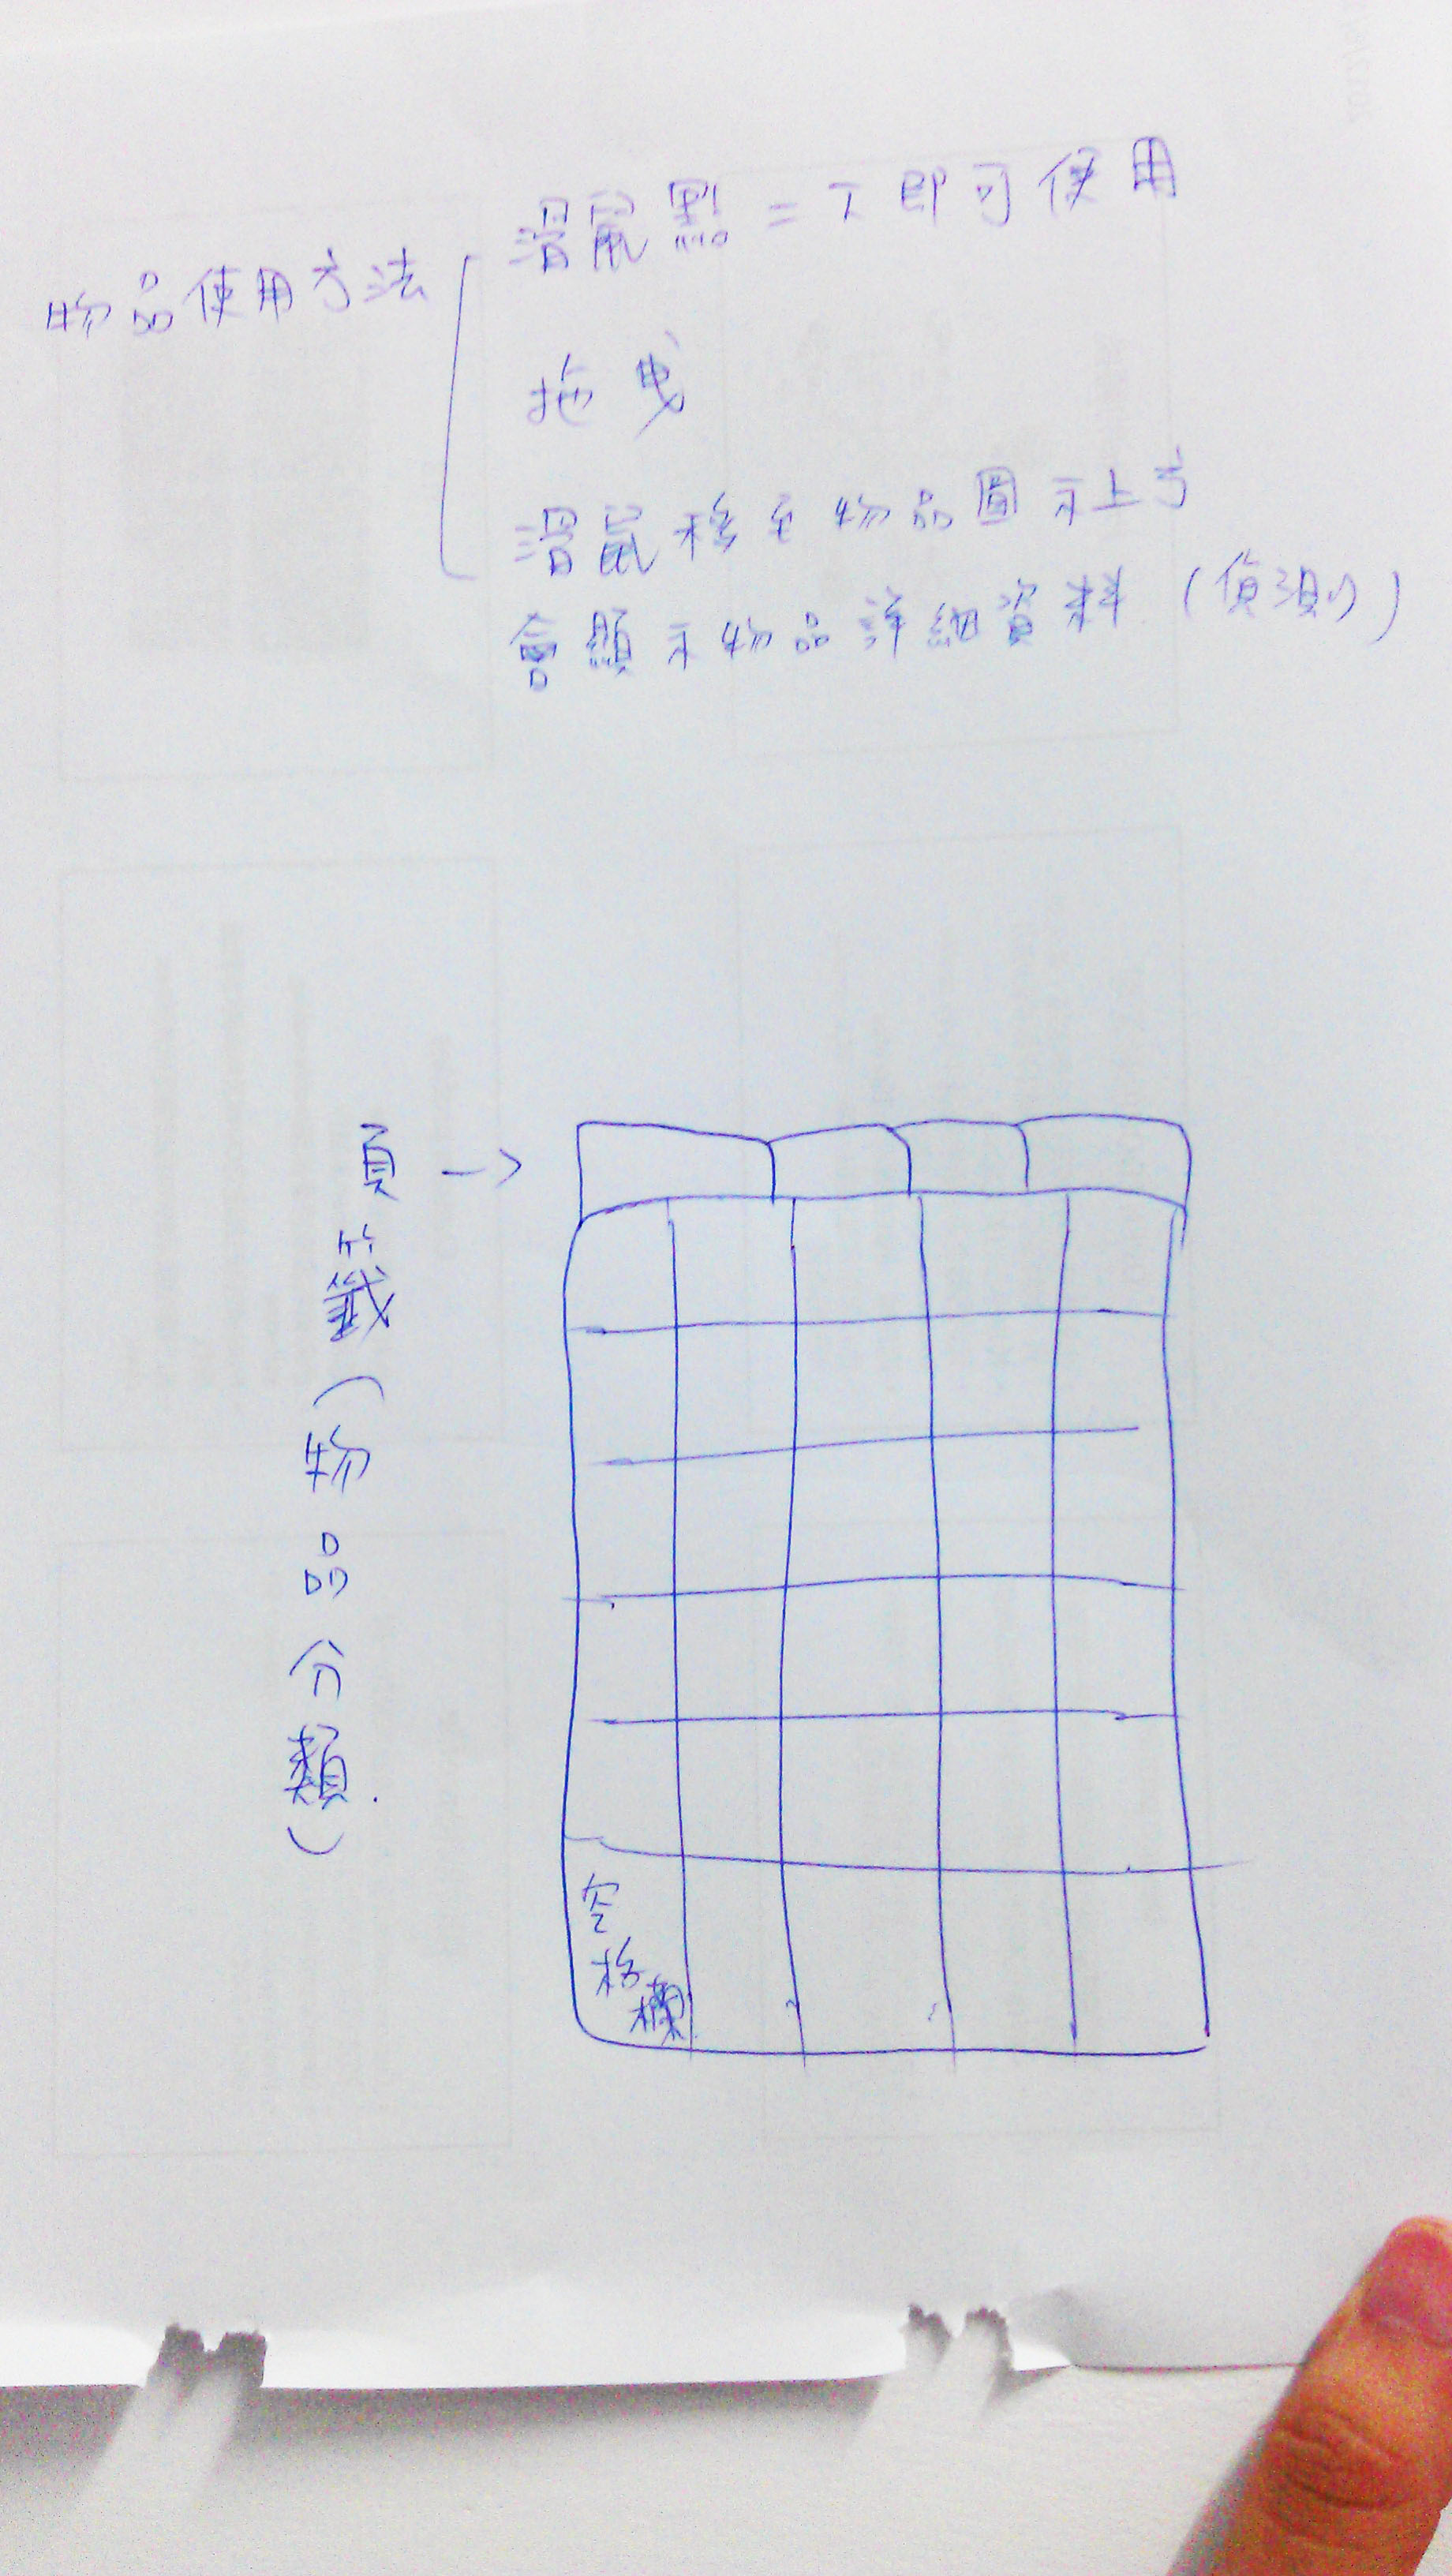 物品使用方法
滑鼠點二下即可使用
拖曳
滑鼠移至物品圖示上方
會顯示物品詳細資料(偵測)
頁籤(物品分類.)
空格欄